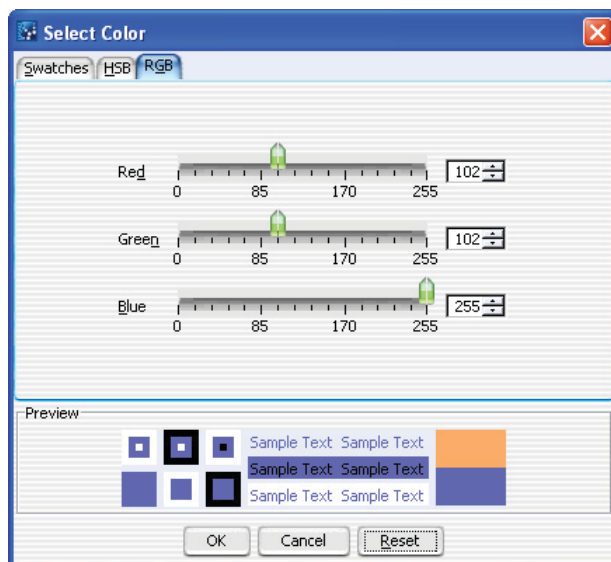 Select Color
Swatches HSB RGB
Red 102
0 85 170 255
Green 102
0 85 170 255
Blue 255
0 85 170 255
Preview
Sample Text Sample Text
Sample Text Sample Text
Sample Text Sample Text
OK Cancel Reset